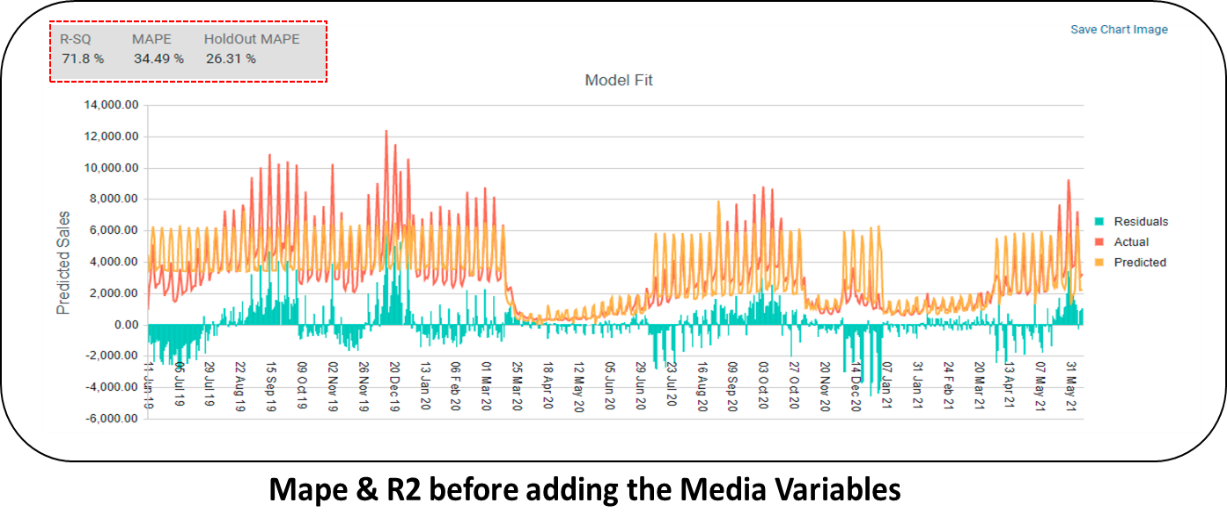 R-SQ MAPE HoldOut MAPE
71.8 % 34.49 % 26.31 %
Save Chart Image
Model Fit
14,000.00
12,000.00
10,000.00
8,000.00
6,000.00
4,000.00
2,000.00
0.00
-2,000.00
-4,000.00
-6,000.00
Predicted Sales
Residuals
Actual
Predicted
11 Jun 19
06 Jul 19
29 Jul 19
22 Aug 19
15 Sep 19
09 Oct 19
02 Nov 19
26 Nov 19
20 Dec 19
13 Jan 20
06 Feb 20
01 Mar 20
25 Mar 20
18 Apr 20
12 May 20
05 Jun 20
29 Jun 20
23 Jul 20
16 Aug 20
09 Sep 20
03 Oct 20
27 Oct 20
20 Nov 20
14 Dec 20
07 Jan 21
31 Jan 21
24 Feb 21
20 Mar 21
13 Apr 21
07 May 21
31 May 21
Mape & R2 before adding the Media Variables